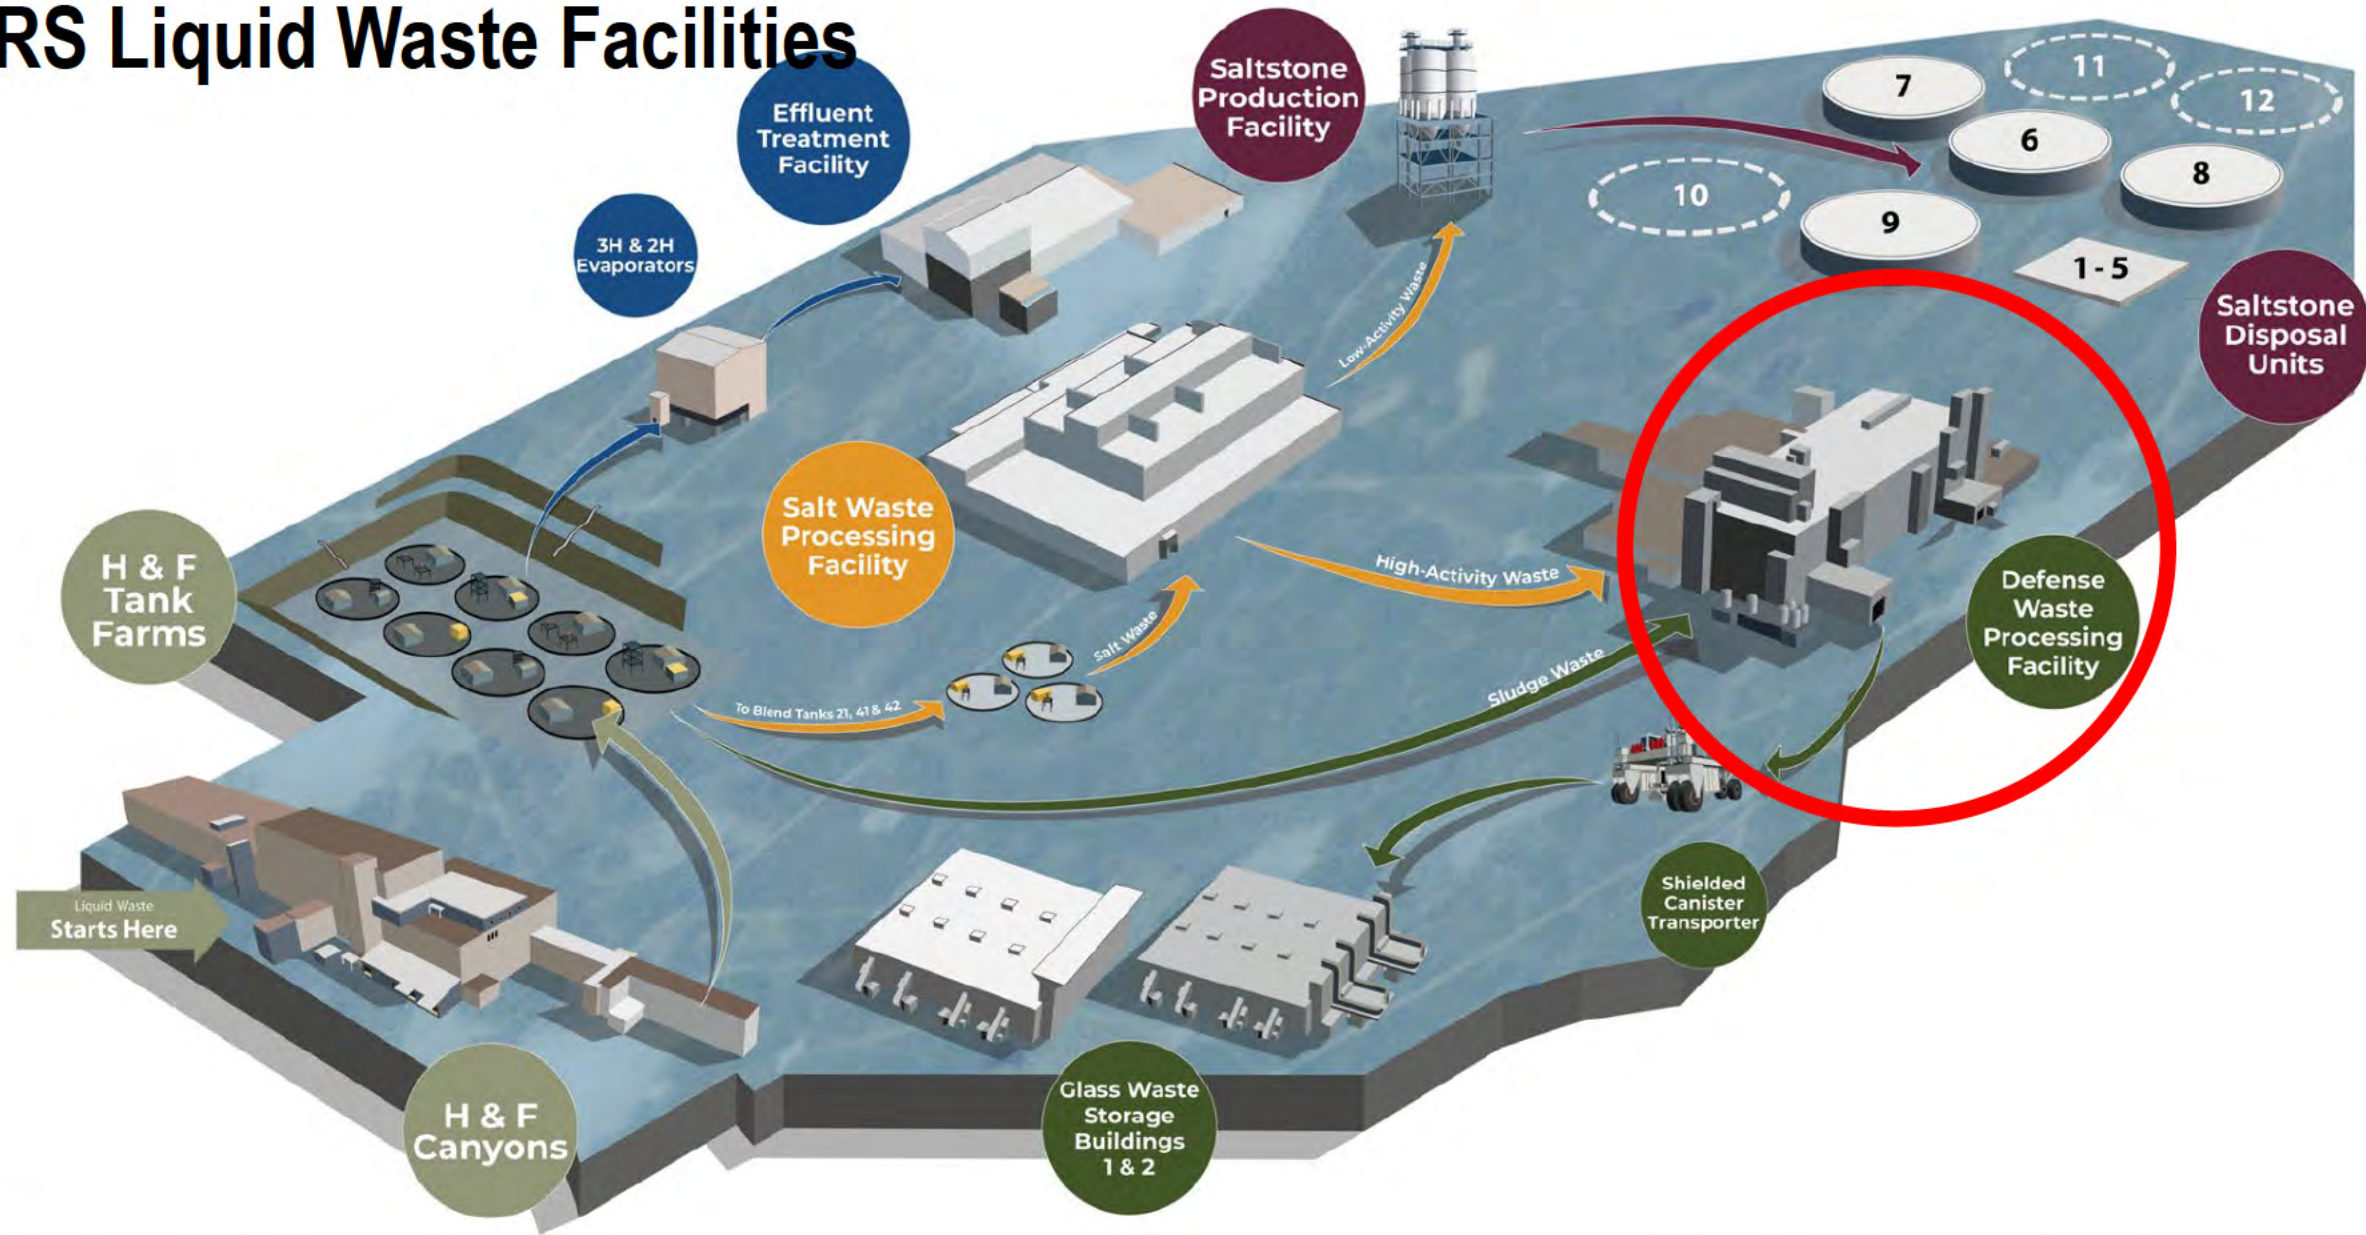 RS Liquid Waste Facilities
Effluent
Treatment
Facility
3H & 2H
Evaporators
Saltstone
Production
Facility
7
11
12
6
8
10
9
1 - 5
Saltstone
Disposal
Units
Low-Activity Waste
H & F
Tank
Farms
Salt Waste
Processing
Facility
High-Activity Waste
Defense
Waste
Processing
Facility
Salt Waste
Sludge Waste
To Blend Tanks 21, 41 & 42
Liquid Waste
Starts Here
Shielded
Canister
Transporter
H & F
Canyons
Glass Waste
Storage
Buildings
1 & 2